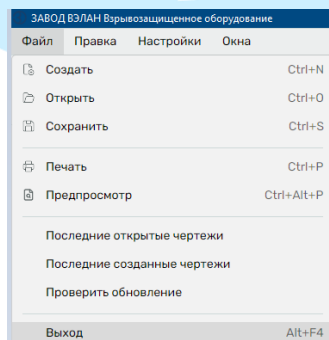 ЗАВОД ВЭЛАН Взрывозащищенное оборудование
Файл Правка Настройки Окна
Создать Ctrl+N
Открыть Ctrl+O
Сохранить Ctrl+S
Печать Ctrl+P
Предпросмотр Ctrl+Alt+P
Последние открытые чертежи
Последние созданные чертежи
Проверить обновление
Выход Alt+F4